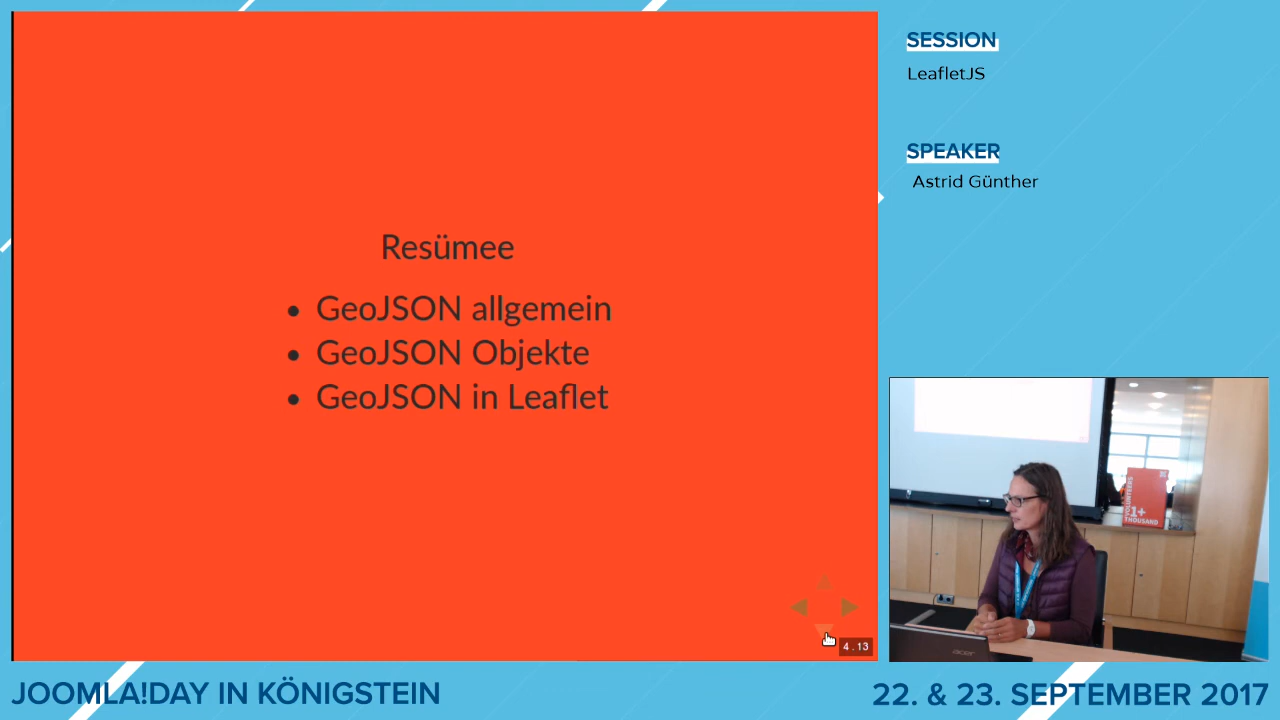 SESSION
LeafletJS
SPEAKER
Astrid Günther
Resümee
• GeoJSON allgemein
• GeoJSON Objekte
• GeoJSON in Leaflet
4.13
VOLUNTEERS
1+
THOUSAND
acer
JOOMLA!DAY IN KÖNIGSTEIN
22. & 23. SEPTEMBER 2017